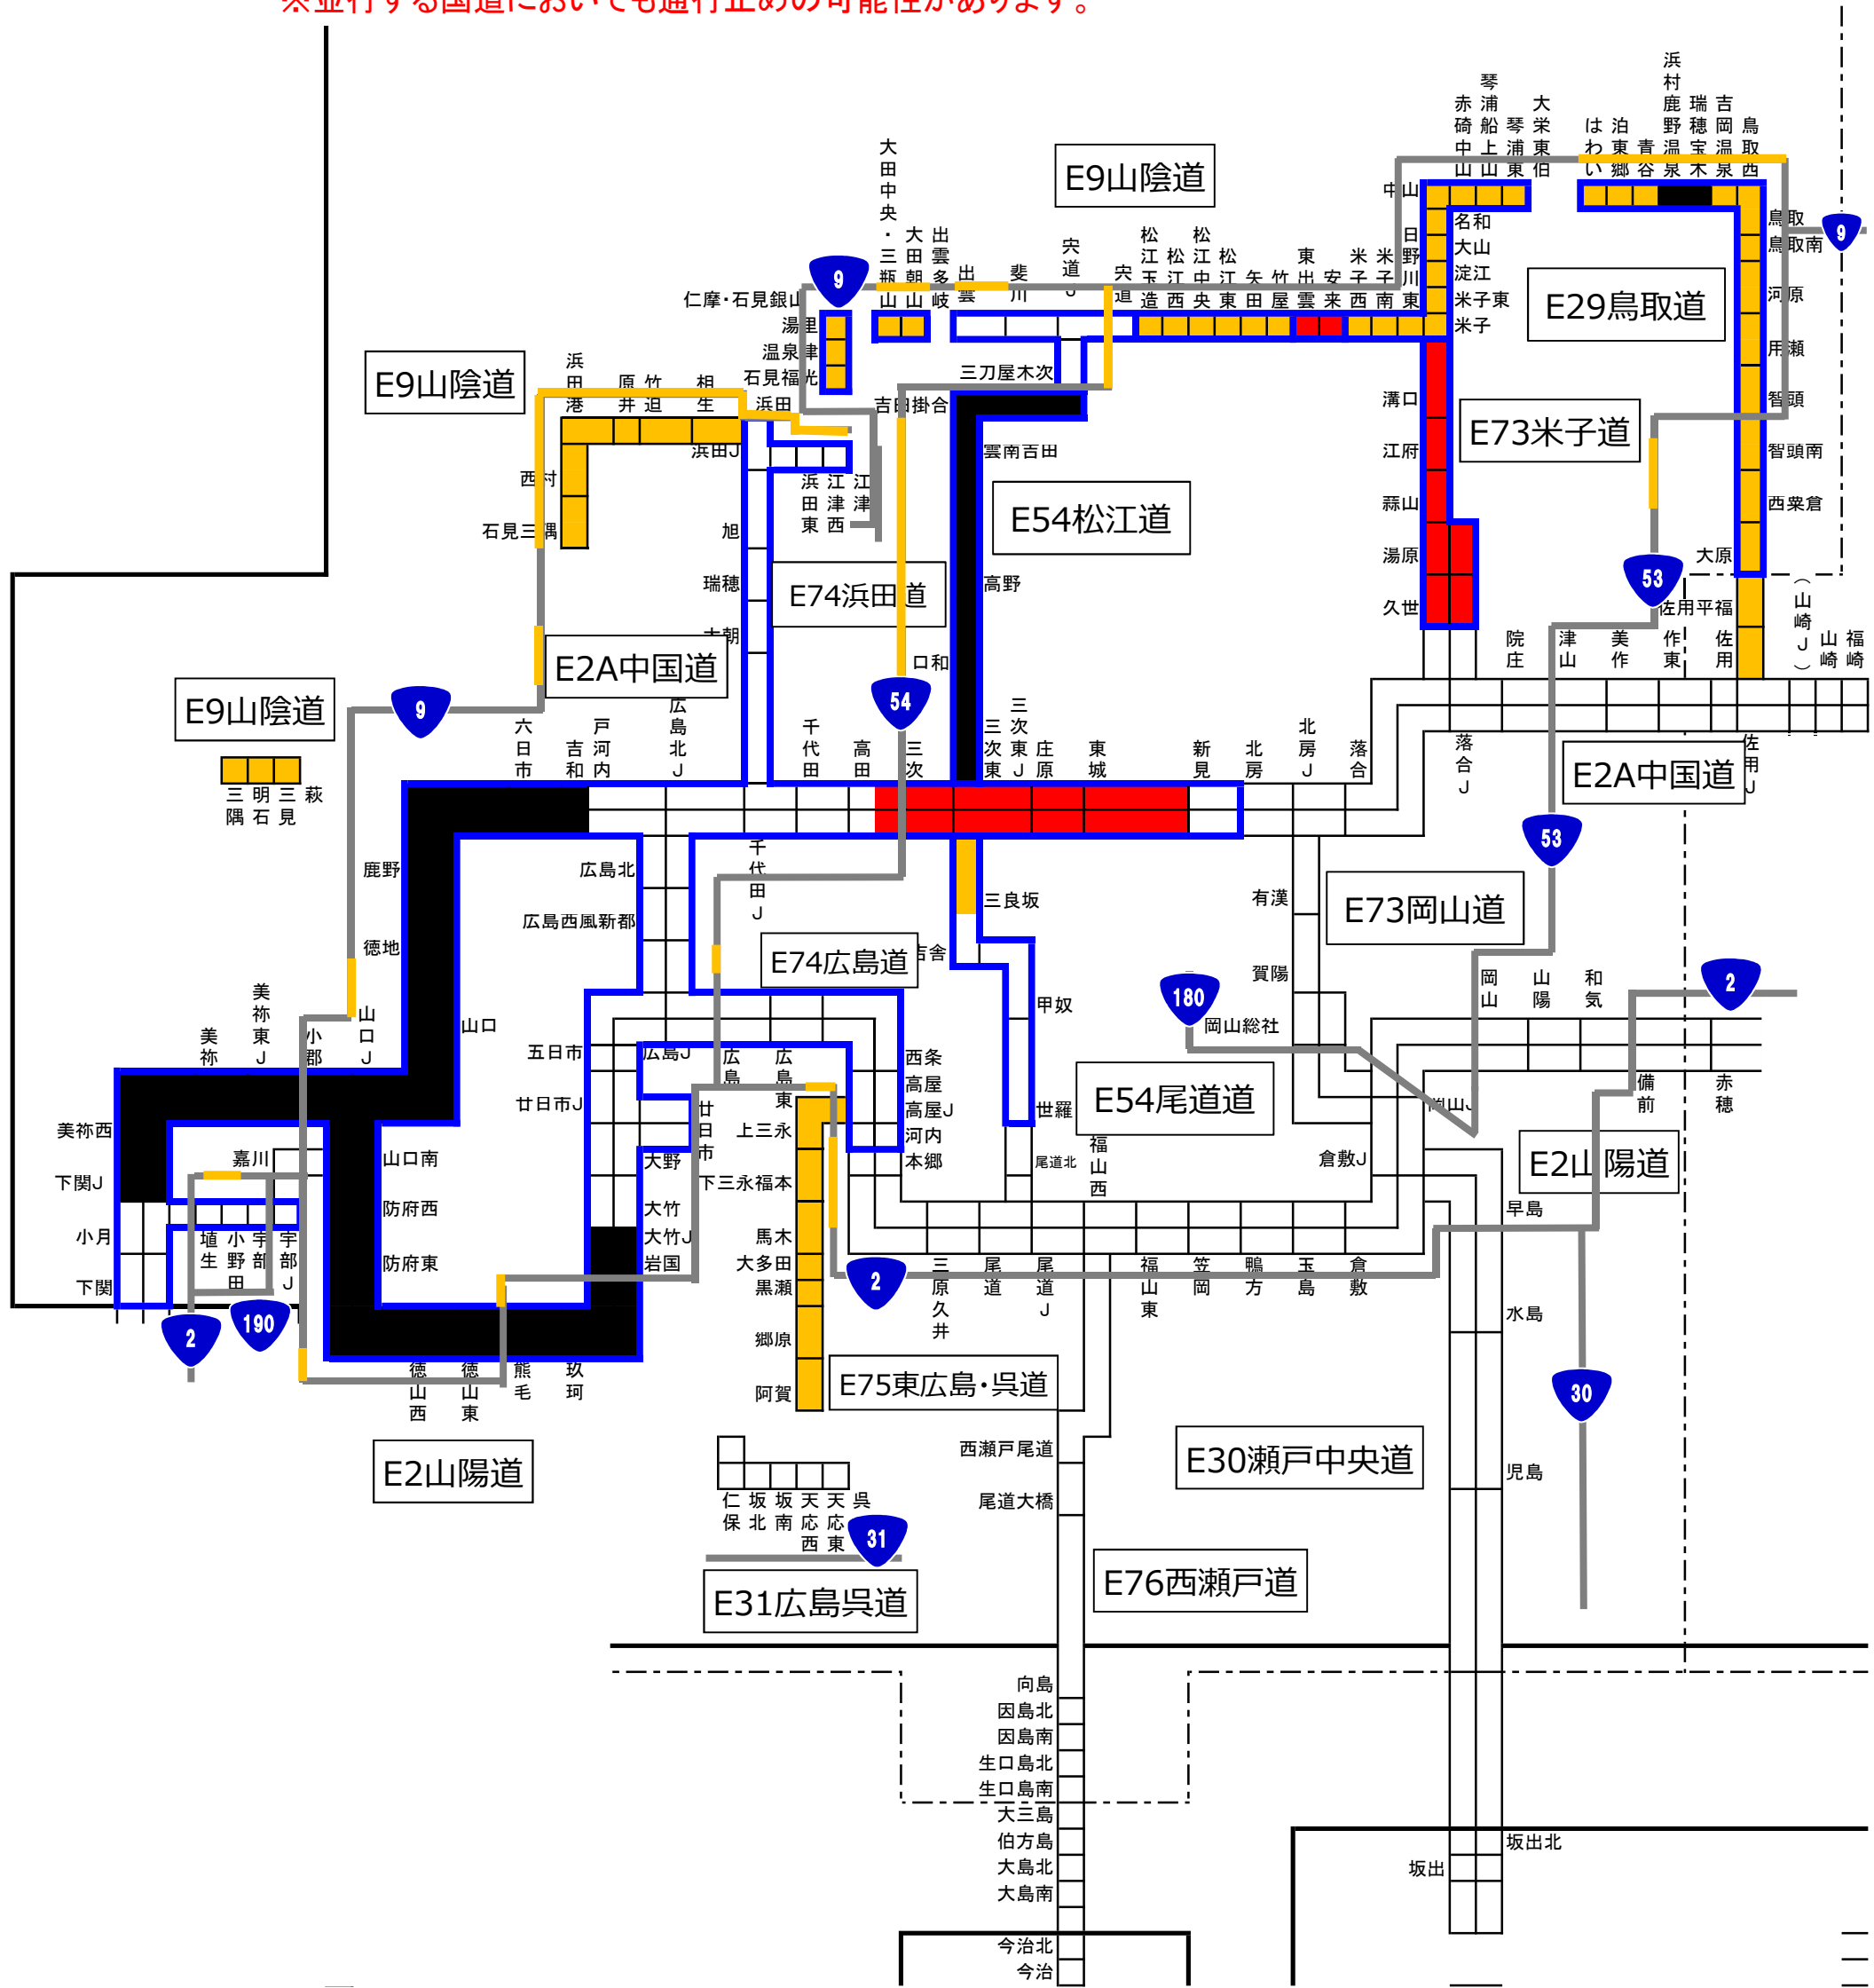 ※並行する国道においても通行止めの可能性があります。
E9山陰道
大田中央・三瓶山
大田朝山
出雲多岐
出雲
斐川
宍道J
宍道
松江玉造
松江西
松江中央
松江東
矢田
竹屋
東出雲
安来
米子西
米子南
日野川東
中山
赤碕中山
琴浦船上山
琴浦東
大栄東伯
はわい
泊東郷
青谷
浜村鹿野温泉
瑞穂宝木
吉岡温泉
鳥取西
鳥取
鳥取南
9
名和
大山
淀江
米子東
米子
E29鳥取道
河原
用瀬
智頭
智頭南
西粟倉
大原
佐用平福
9
仁摩・石見銀山
湯里
温泉津
石見福光
E9山陰道
浜田港
原井
竹迫
相生
浜田
浜田J
西村
石見三隅
浜田東
江津西
江津
三刀屋木次
吉田掛合
雲南吉田
E54松江道
高野
口和
溝口
江府
蒜山
湯原
久世
E73米子道
53
旭
瑞穂
大朝
E74浜田道
E2A中国道
54
E9山陰道
9
三隅
明石
三見
萩
六日市
吉和
戸河内
広島北J
千代田
高田
三次
三次東
三次東J
庄原
東城
新見
北房
北房J
落合
落合J
院庄
津山
美作
作東
佐用
(山崎J)
山崎
福崎
佐用J
E2A中国道
53
鹿野
徳地
山口
広島北
広島西風新都
千代田J
E74広島道
三良坂
吉舎
甲奴
世羅
尾道北
E54尾道道
有漢
賀陽
岡山総社
E73岡山道
180
岡山
山陽
和気
2
備前
赤穂
岡山J
倉敷J
E2山陽道
早島
水島
児島
30
美祢
美祢東J
小郡
山口J
美祢西
下関J
小月
下関
嘉川
埴生
小野田
宇部
宇部J
2
190
山口南
防府西
防府東
徳山西
徳山東
熊毛
玖珂
E2山陽道
五日市
廿日市J
広島J
広島
広島東
廿日市
大野
大竹
大竹J
岩国
上三永
下三永福本
馬木
大多田
黒瀬
郷原
阿賀
E75東広島・呉道
西条
高屋
高屋J
河内
本郷
2
三原久井
尾道
尾道J
福山西
福山東
笠岡
鴨方
玉島
倉敷
仁保
坂北
坂南
天応西
天応東
呉
31
E31広島呉道
西瀬戸尾道
尾道大橋
E30瀬戸中央道
E76西瀬戸道
向島
因島北
因島南
生口島北
生口島南
大三島
伯方島
大島北
大島南
今治北
今治
坂出北
坂出